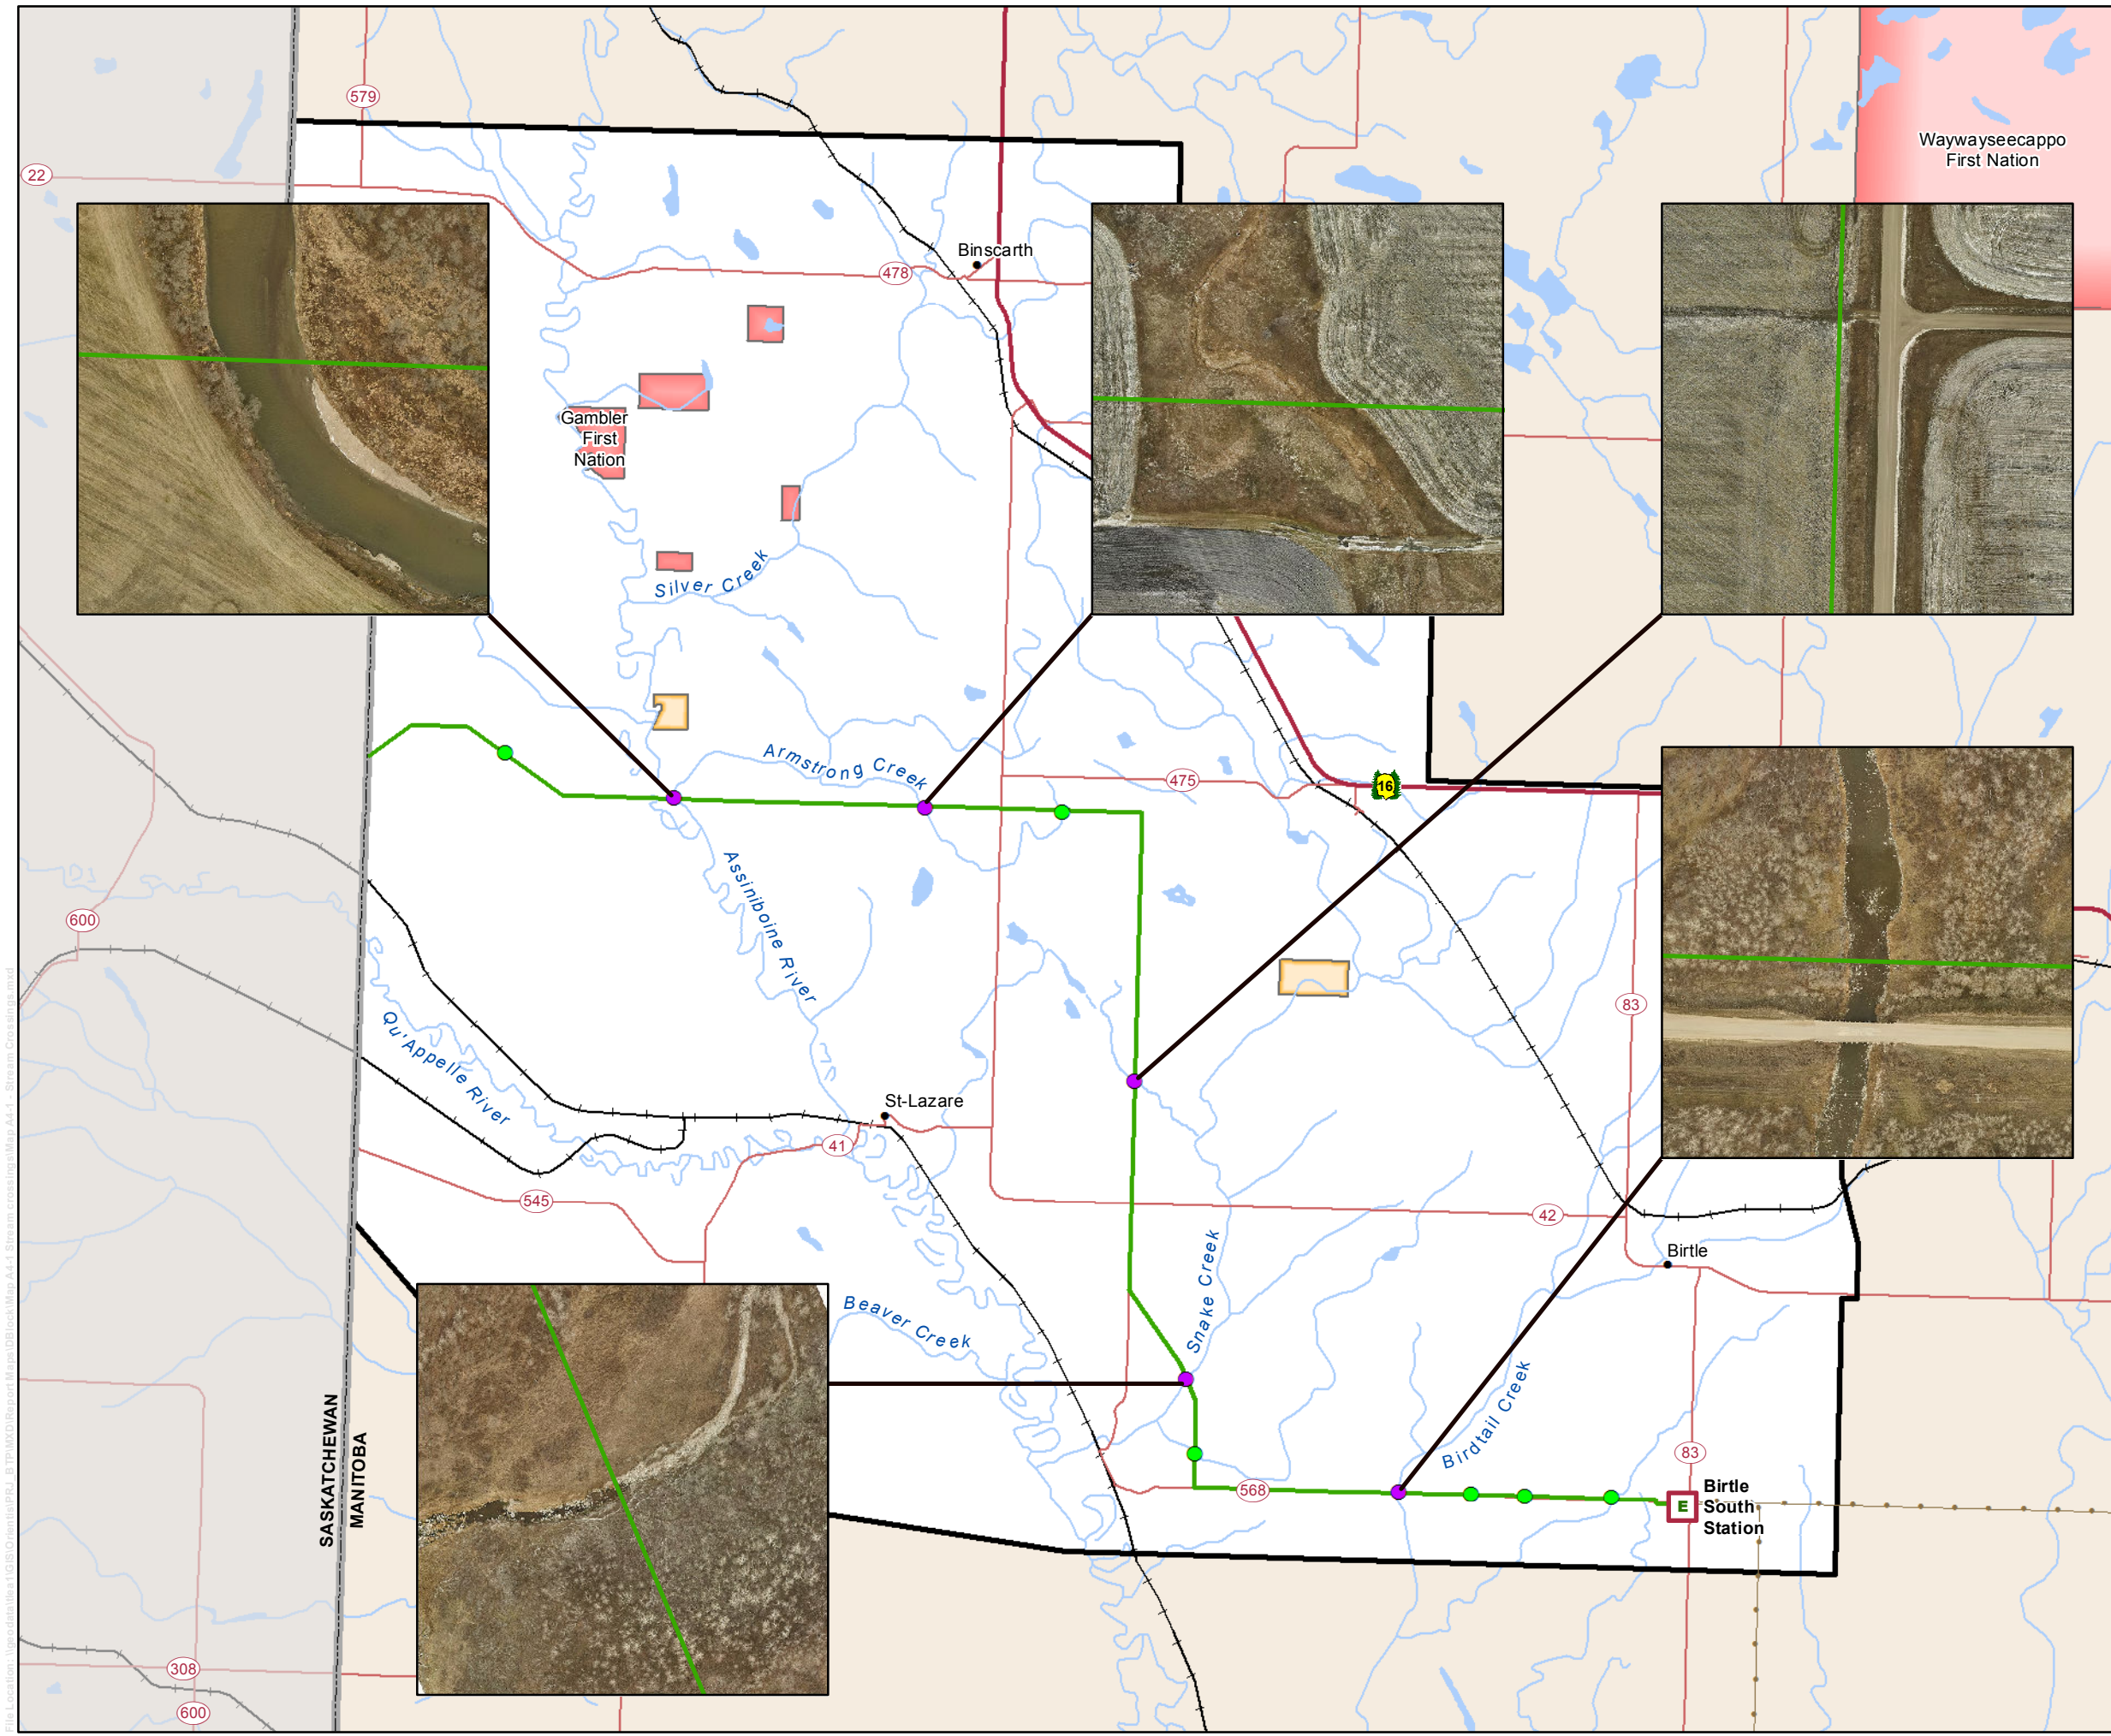 579
22
Waywayseecappo
First Nation
Binscarth
478
Gambler
First
Nation
Silver Creek
Armstrong Creek
475
16
Assiniboine River
600
83
Qu'Appelle River
St-Lazare
41
545
42
Birtle
Snake Creek
Beaver Creek
Birdtail Creek
SASKATCHEWAN
MANITOBA
83
568
E
Birtle
South
Station
308
600